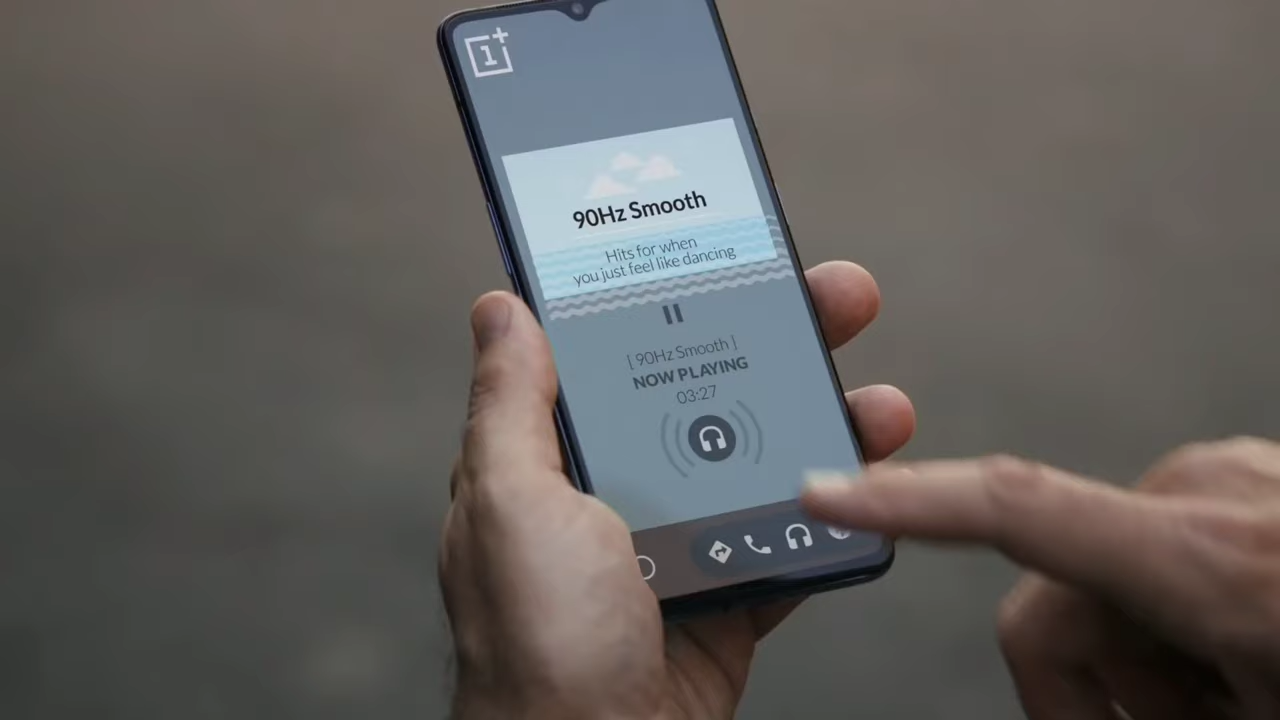 1+
90Hz Smooth
Hits for when
you just feel like dancing
[ 90Hz Smooth ]
NOW PLAYING
03:27